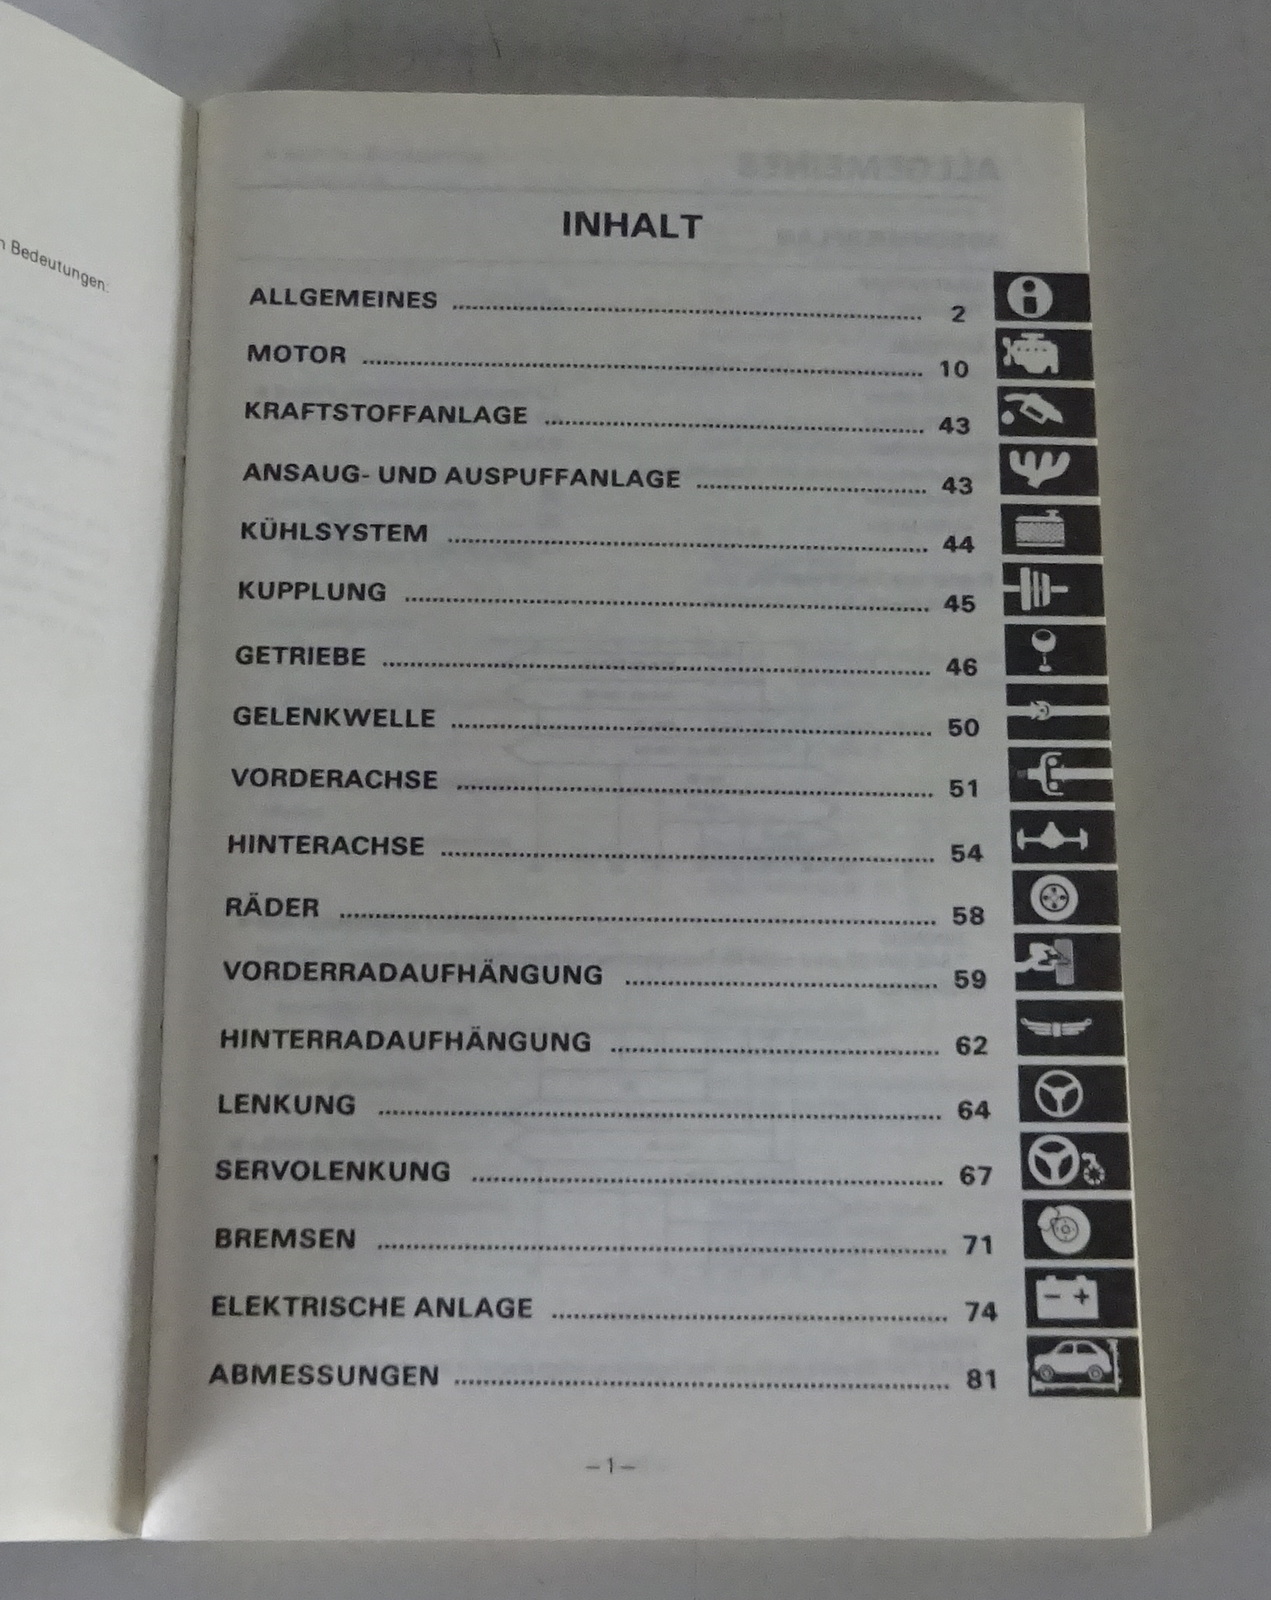 n Bedeutungen:
INHALT
ALLGEMEINES ........ 2
MOTOR ........ 10
KRAFTSTOFFANLAGE ........ 43
ANSAUG- UND AUSPUFFANLAGE ........ 43
KÜHLSYSTEM ........ 44
KUPPLUNG ........ 45
GETRIEBE ........ 46
GELENKWELLE ........ 50
VORDERACHSE ........ 51
HINTERACHSE ........ 54
RÄDER ........ 58
VORDERRADAUFHÄNGUNG ........ 59
HINTERRADAUFHÄNGUNG ........ 62
LENKUNG ........ 64
SERVOLENKUNG ........ 67
BREMSEN ........ 71
ELEKTRISCHE ANLAGE ........ 74
ABMESSUNGEN ........ 81
– 1 –